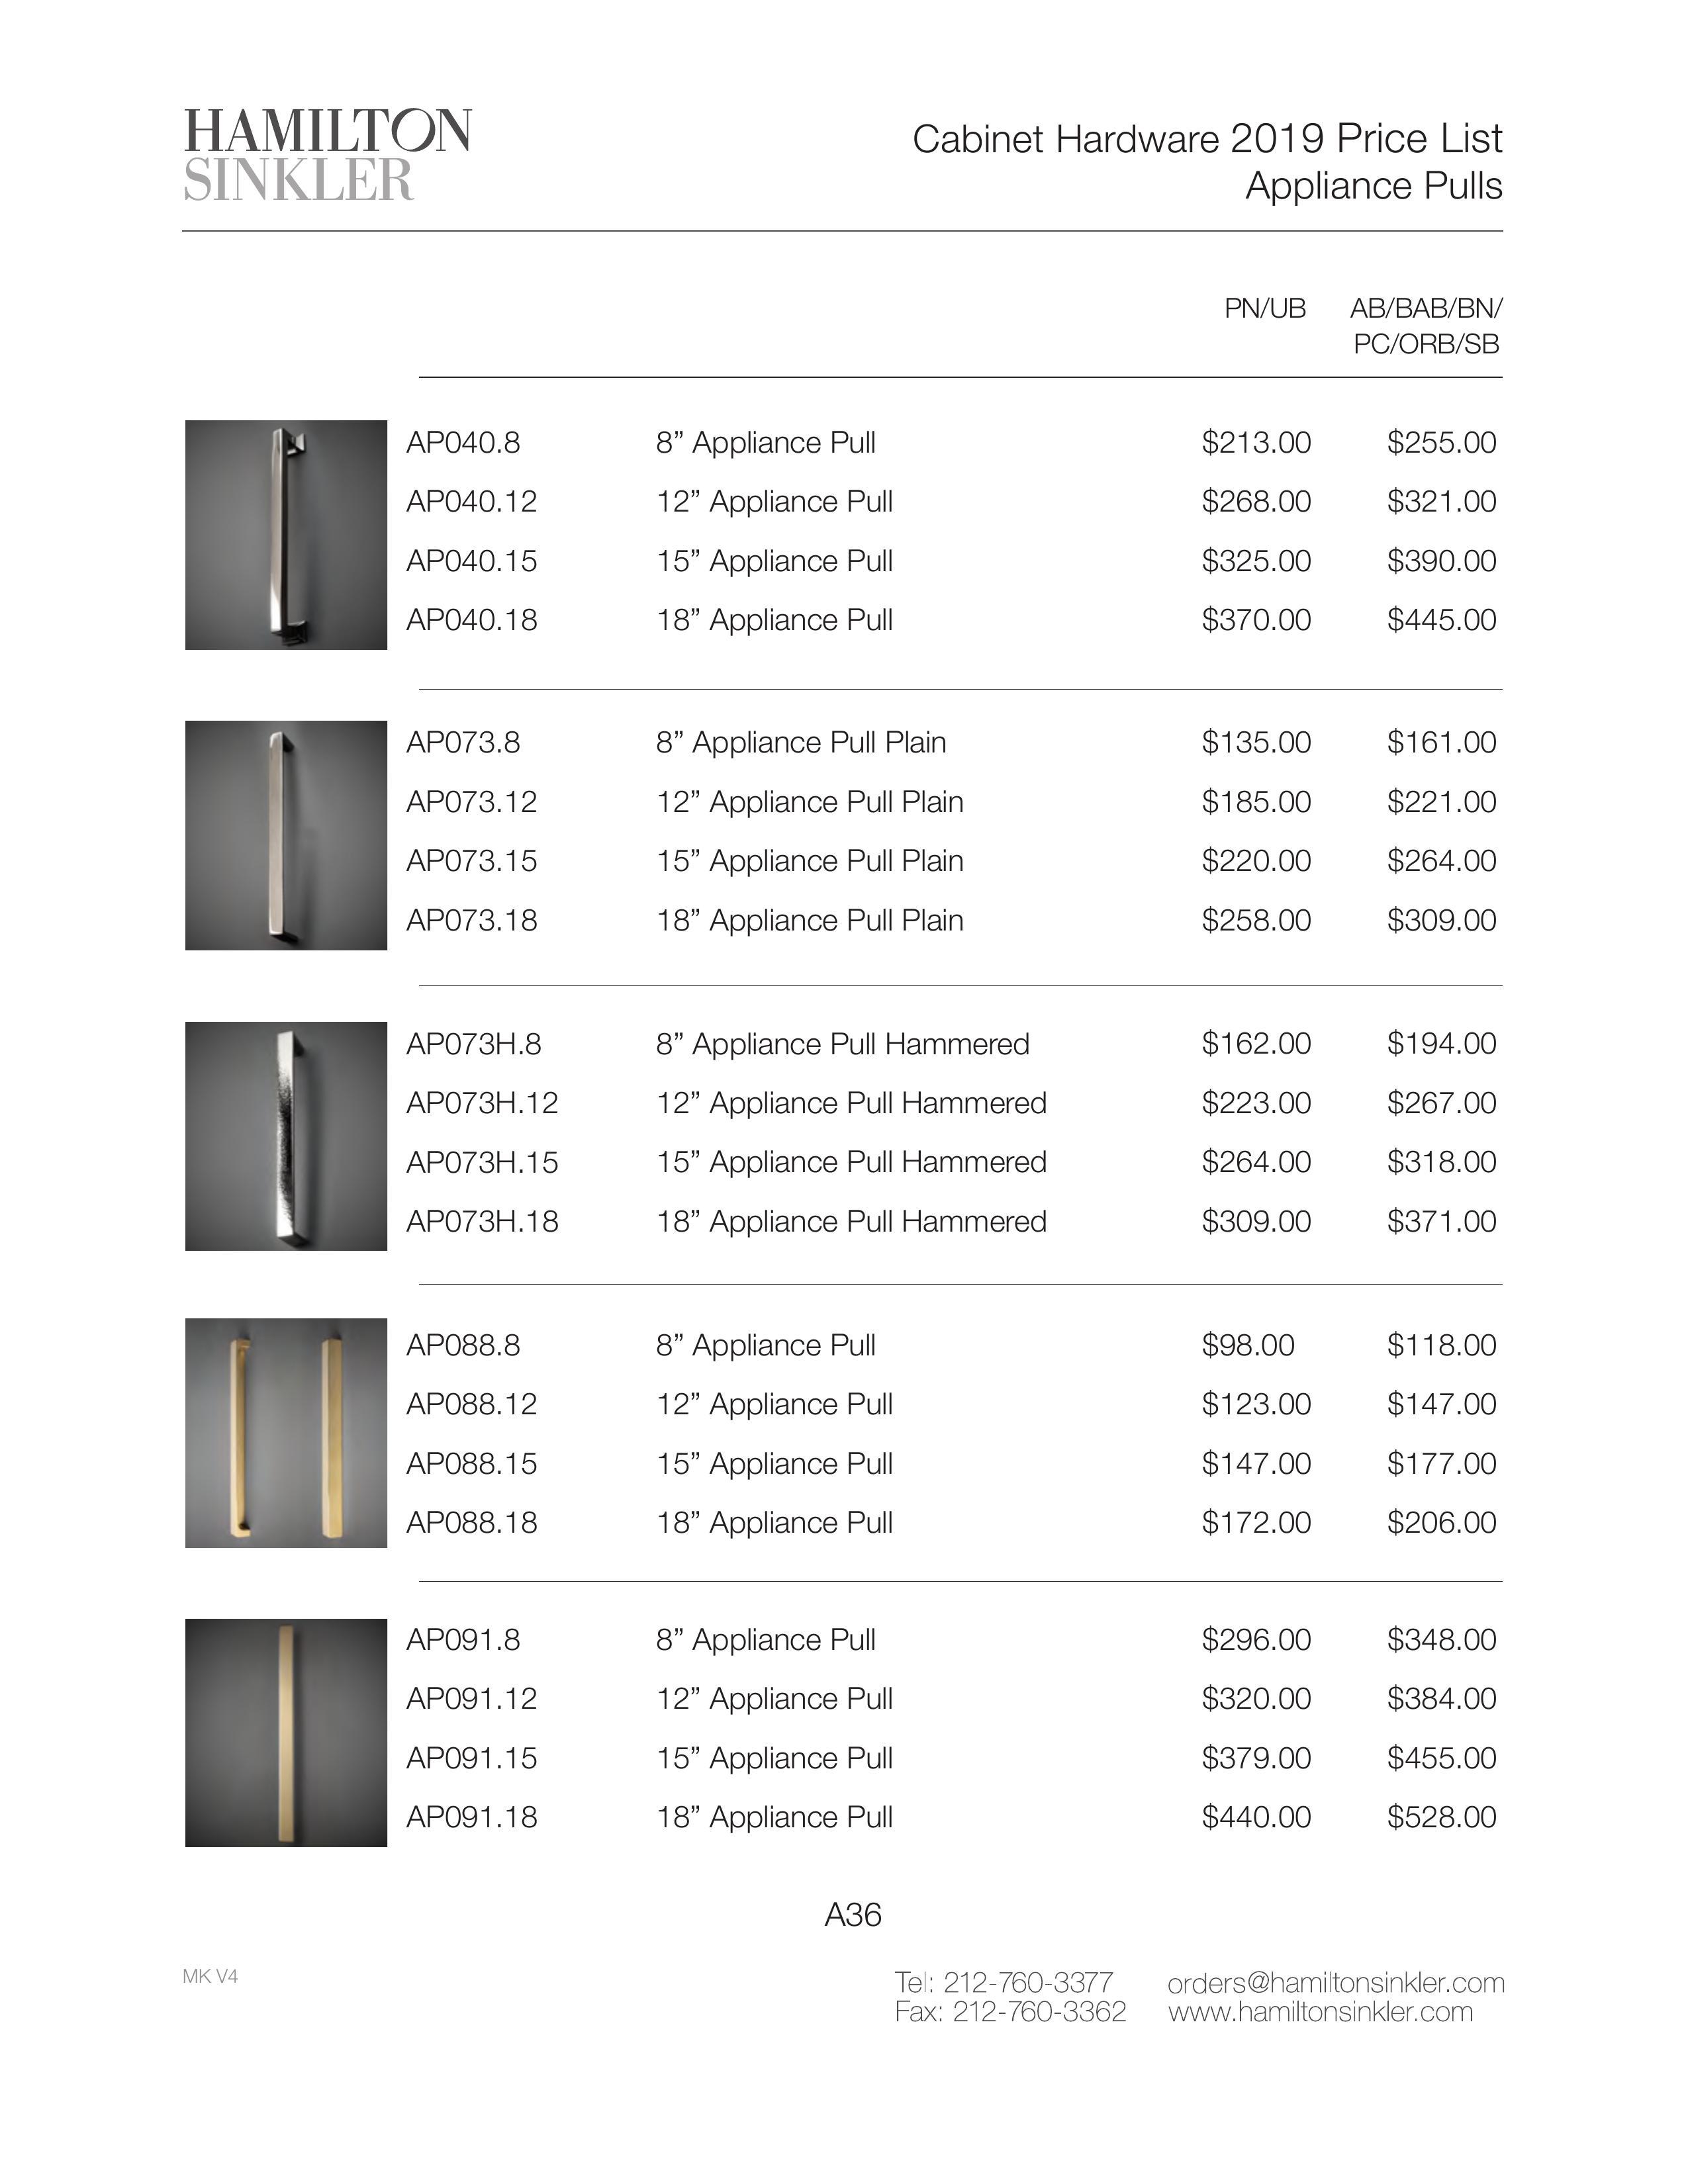 HAMILTON
SINKLER
Cabinet Hardware 2019 Price List
Appliance Pulls
PN/UB AB/BAB/BN/
PC/ORB/SB
AP040.8 8” Appliance Pull $213.00 $255.00
AP040.12 12” Appliance Pull $268.00 $321.00
AP040.15 15” Appliance Pull $325.00 $390.00
AP040.18 18” Appliance Pull $370.00 $445.00
AP073.8 8” Appliance Pull Plain $135.00 $161.00
AP073.12 12” Appliance Pull Plain $185.00 $221.00
AP073.15 15” Appliance Pull Plain $220.00 $264.00
AP073.18 18” Appliance Pull Plain $258.00 $309.00
AP073H.8 8” Appliance Pull Hammered $162.00 $194.00
AP073H.12 12” Appliance Pull Hammered $223.00 $267.00
AP073H.15 15” Appliance Pull Hammered $264.00 $318.00
AP073H.18 18” Appliance Pull Hammered $309.00 $371.00
AP088.8 8” Appliance Pull $98.00 $118.00
AP088.12 12” Appliance Pull $123.00 $147.00
AP088.15 15” Appliance Pull $147.00 $177.00
AP088.18 18” Appliance Pull $172.00 $206.00
AP091.8 8” Appliance Pull $296.00 $348.00
AP091.12 12” Appliance Pull $320.00 $384.00
AP091.15 15” Appliance Pull $379.00 $455.00
AP091.18 18” Appliance Pull $440.00 $528.00
A36
MK V4
Tel: 212-760-3377 orders@hamiltonsinkler.com
Fax: 212-760-3362 www.hamiltonsinkler.com